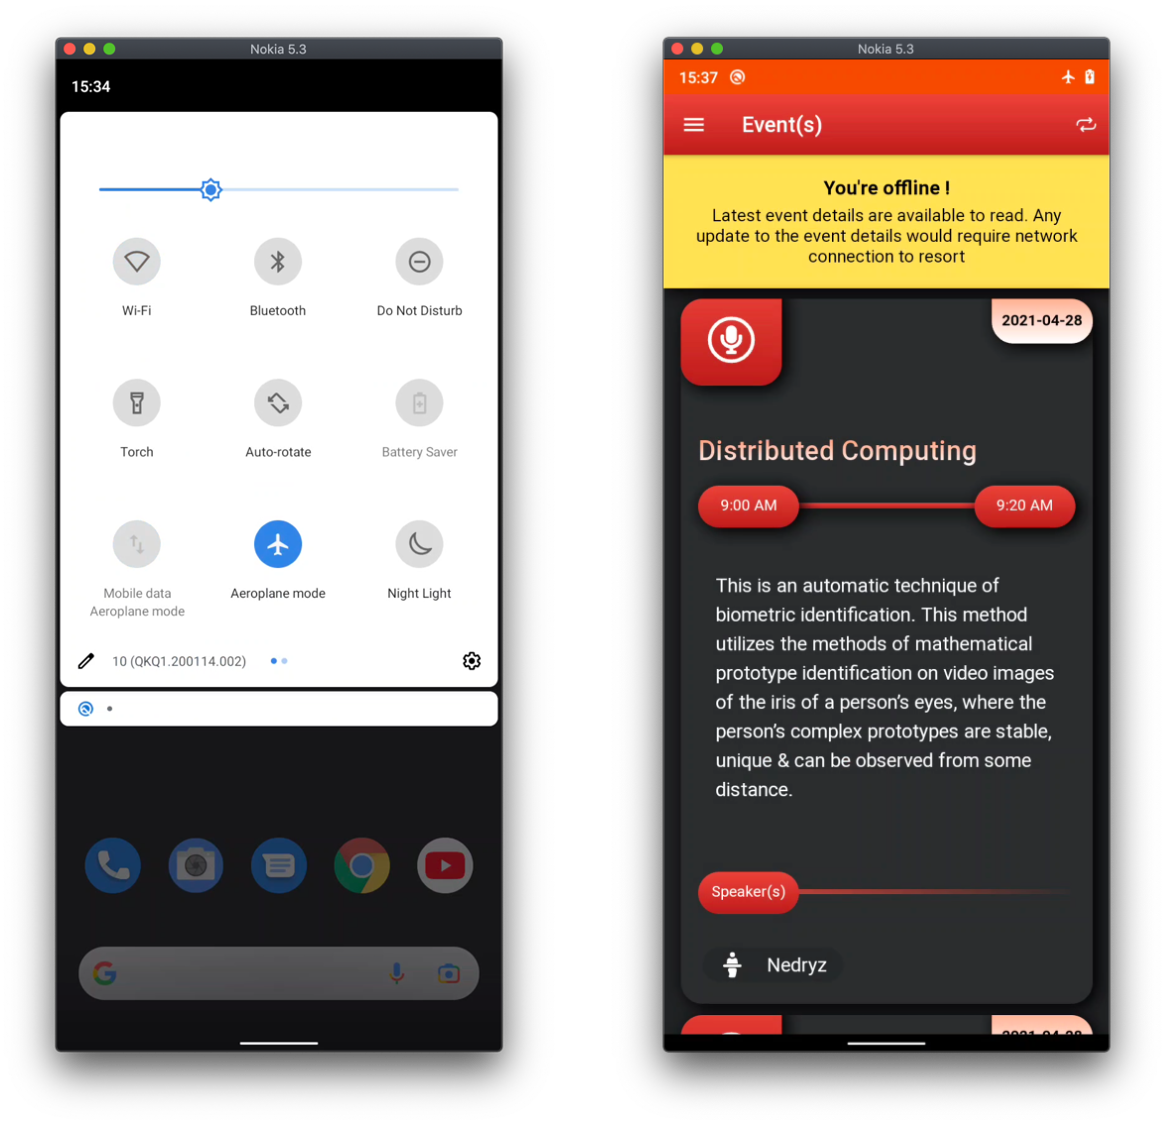 Nokia 5.3
15:34
Wi-Fi
Bluetooth
Do Not Disturb
Torch
Auto-rotate
Battery Saver
Mobile data
Aeroplane mode
Aeroplane mode
Night Light
10 (QKQ1.200114.002)
Nokia 5.3
15:37
Event(s)
You're offline !
Latest event details are available to read. Any
update to the event details would require network
connection to resort
2021-04-28
Distributed Computing
9:00 AM
9:20 AM
This is an automatic technique of
biometric identification. This method
utilizes the methods of mathematical
prototype identification on video images
of the iris of a person’s eyes, where the
person’s complex prototypes are stable,
unique & can be observed from some
distance.
Speaker(s)
Nedryz
2021-04-28